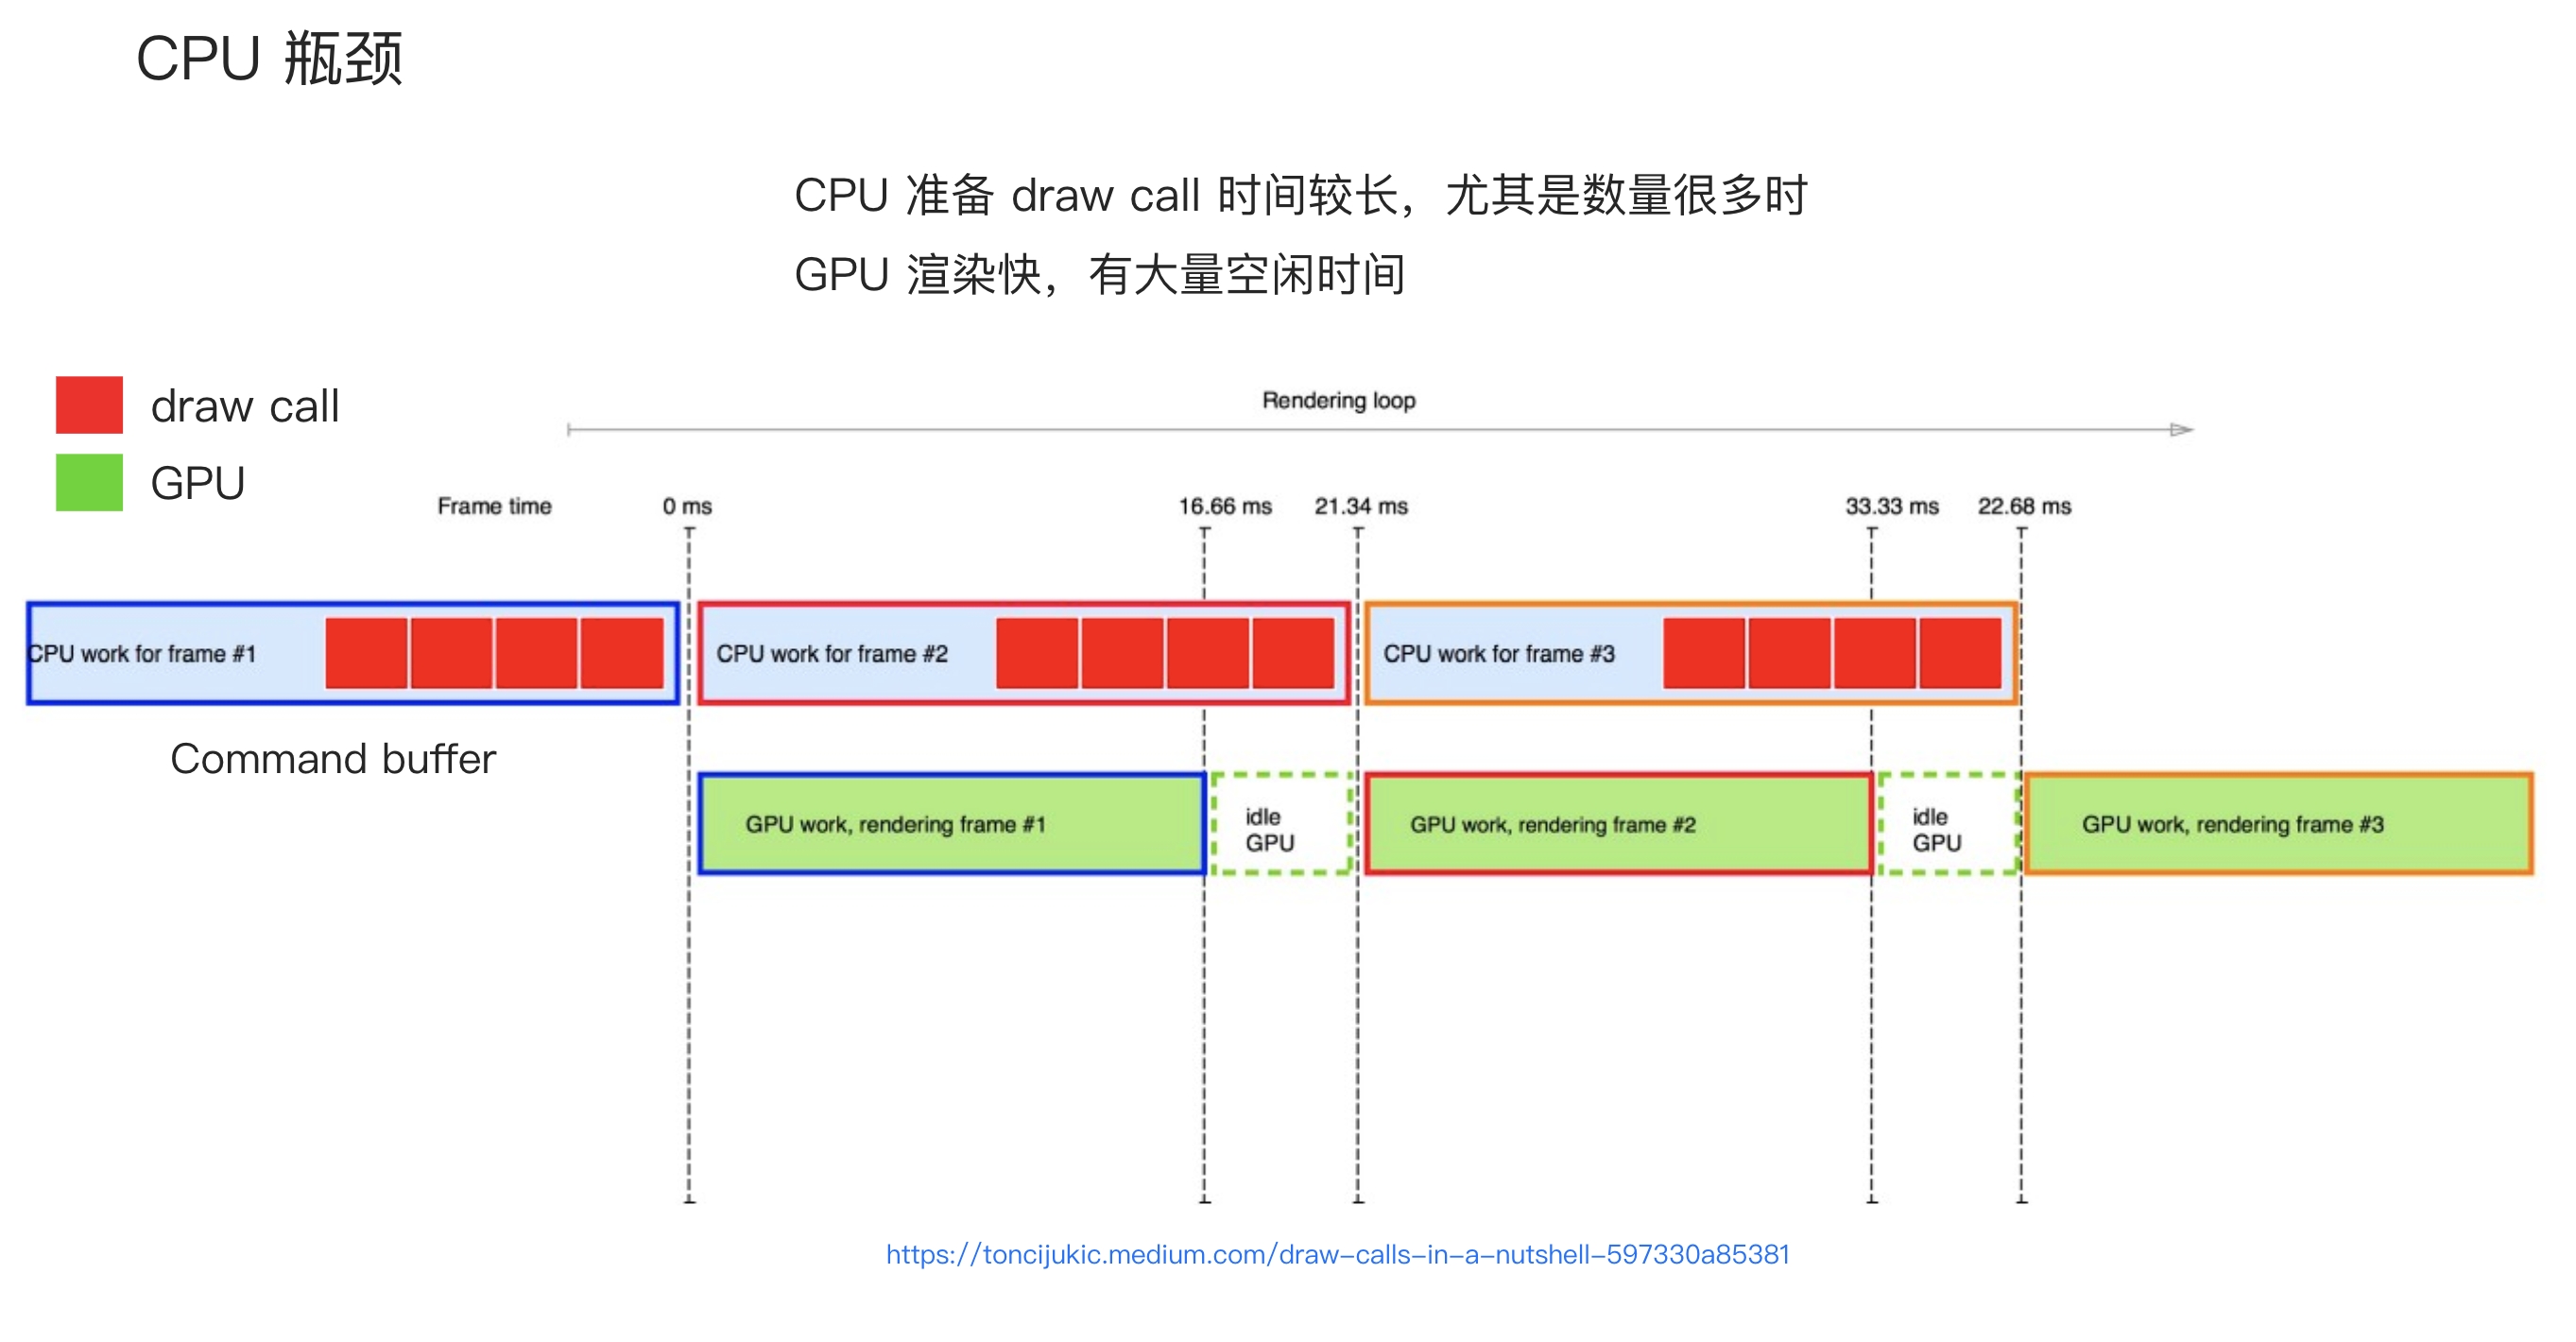 CPU 瓶颈
CPU 准备 draw call 时间较长，尤其是数量很多时
GPU 渲染快，有大量空闲时间
draw call
GPU
Rendering loop
Frame time
0 ms
16.66 ms
21.34 ms
33.33 ms
22.68 ms
CPU work for frame #1
CPU work for frame #2
CPU work for frame #3
Command buffer
GPU work, rendering frame #1
idle
GPU
GPU work, rendering frame #2
idle
GPU
GPU work, rendering frame #3
https://toncijukic.medium.com/draw-calls-in-a-nutshell-597330a85381